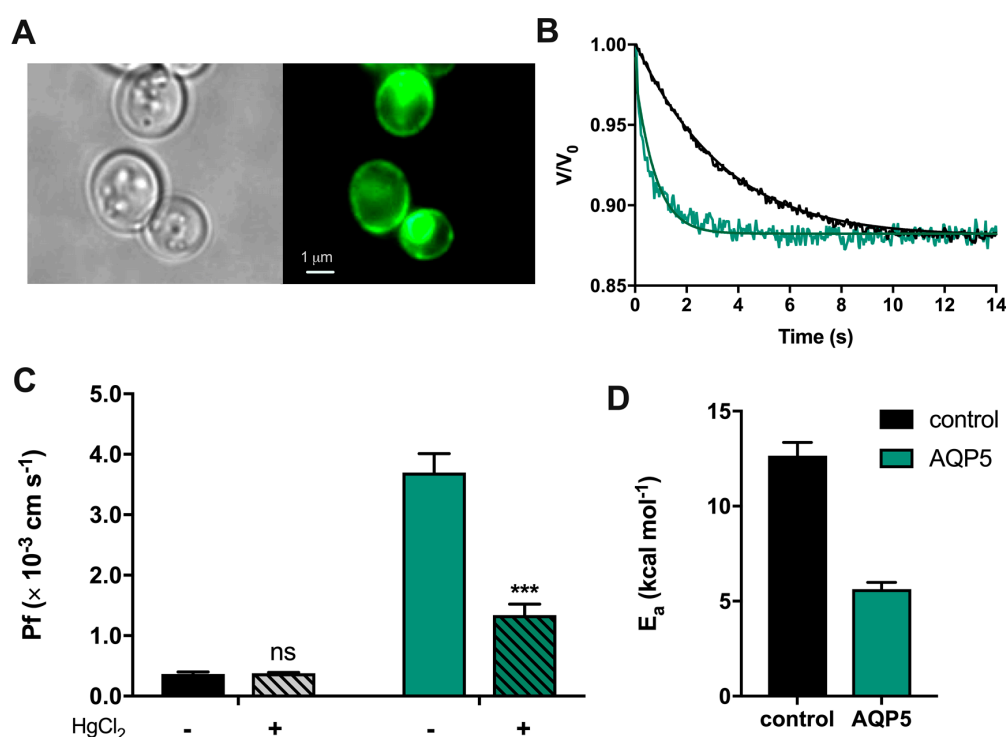 A
1 μm
B
1.00
0.95
0.90
0.85
V/V₀
0 2 4 6 8 10 12 14
Time (s)
C
5.0
4.0
3.0
2.0
1.0
0.0
Pf (× 10⁻³ cm s⁻¹)
ns
***
HgCl₂ - + - +
D
15
10
5
0
Eₐ (kcal mol⁻¹)
control AQP5
control
AQP5